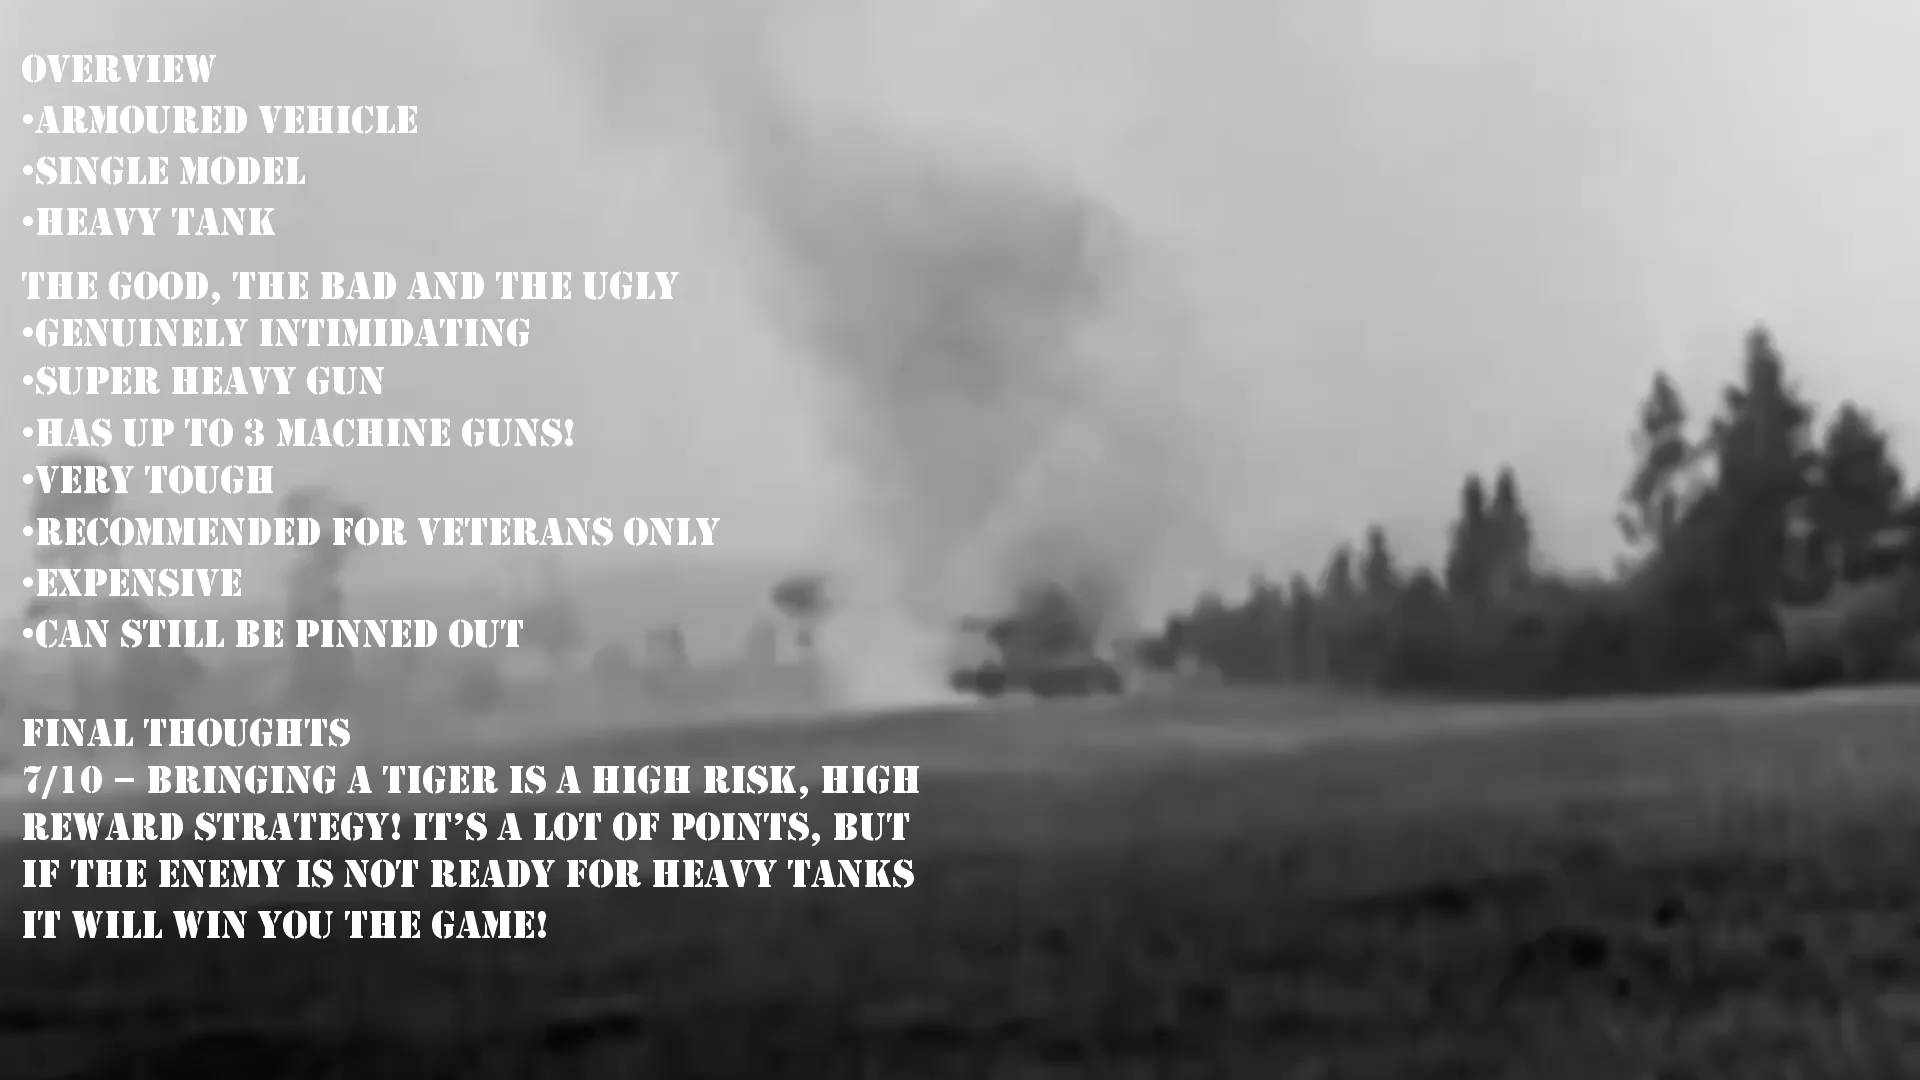 OVERVIEW
•ARMOURED VEHICLE
•SINGLE MODEL
•HEAVY TANK
THE GOOD, THE BAD AND THE UGLY
•GENUINELY INTIMIDATING
•SUPER HEAVY GUN
•HAS UP TO 3 MACHINE GUNS!
•VERY TOUGH
•RECOMMENDED FOR VETERANS ONLY
•EXPENSIVE
•CAN STILL BE PINNED OUT
FINAL THOUGHTS
7/10 – BRINGING A TIGER IS A HIGH RISK, HIGH
REWARD STRATEGY! IT’S A LOT OF POINTS, BUT
IF THE ENEMY IS NOT READY FOR HEAVY TANKS
IT WILL WIN YOU THE GAME!